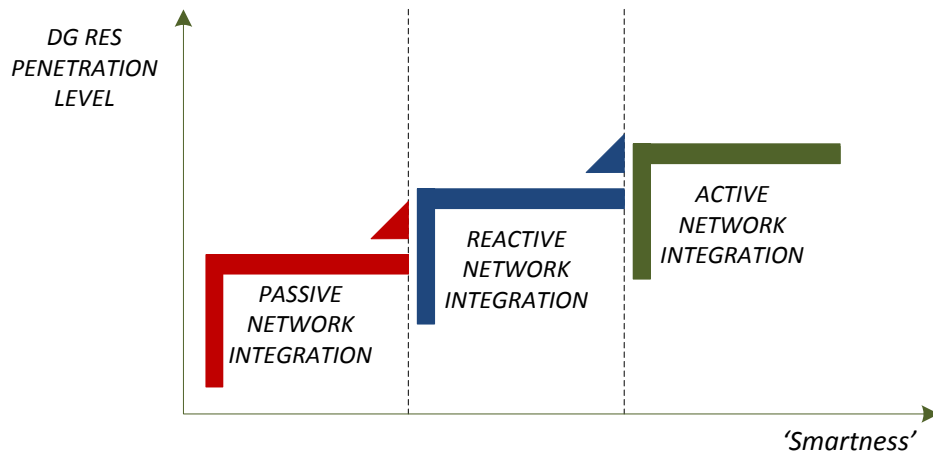 DG RES
PENETRATION
LEVEL
PASSIVE
NETWORK
INTEGRATION
REACTIVE
NETWORK
INTEGRATION
ACTIVE
NETWORK
INTEGRATION
‘Smartness’